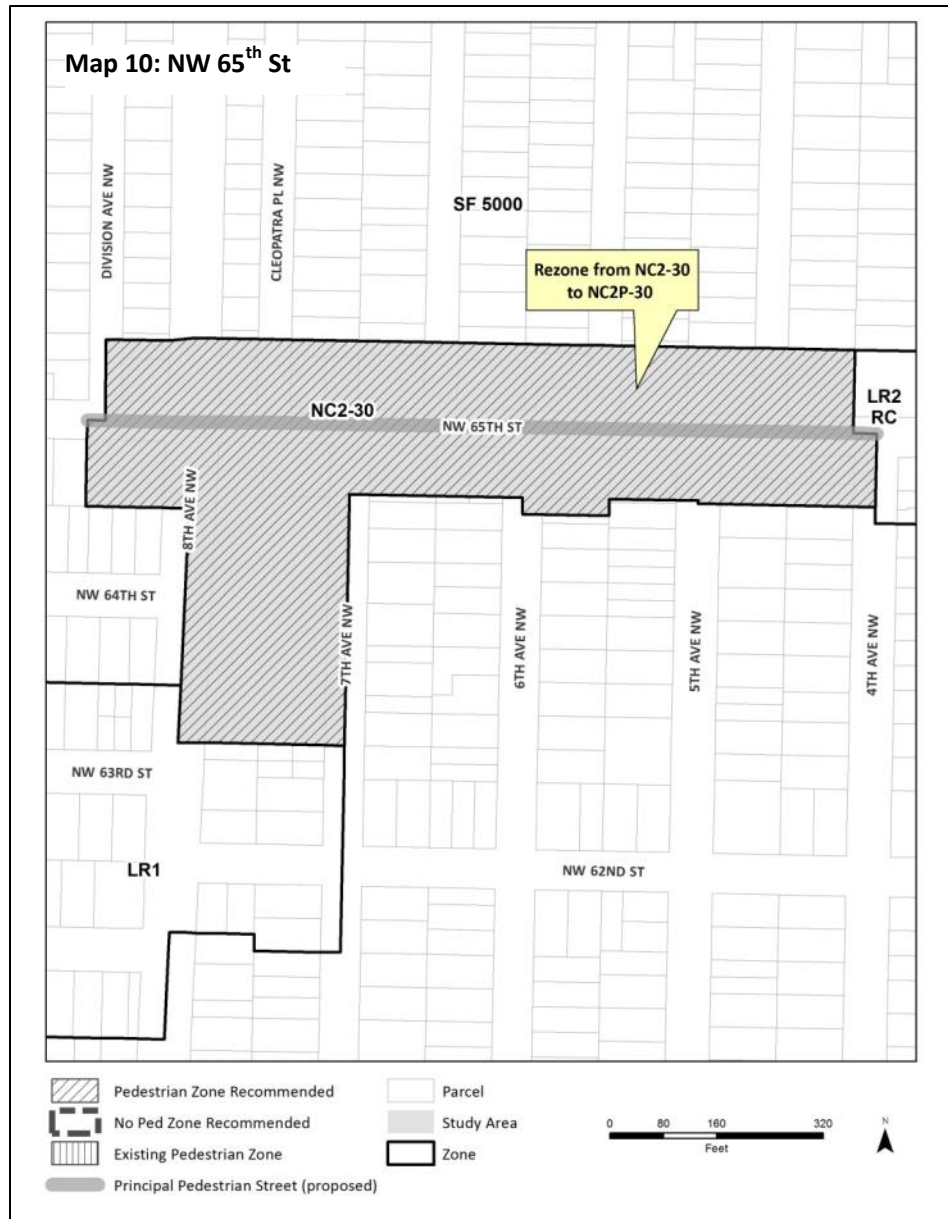 Map 10: NW 65th St
DIVISION AVE NW
CLEOPATRA PL NW
SF 5000
Rezone from NC2-30
to NC2P-30
LR2
RC
NC2-30
NW 65TH ST
8TH AVE NW
NW 64TH ST
7TH AVE NW
6TH AVE NW
5TH AVE NW
4TH AVE NW
NW 63RD ST
LR1
NW 62ND ST
Pedestrian Zone Recommended
No Ped Zone Recommended
Existing Pedestrian Zone
Principal Pedestrian Street (proposed)
Parcel
Study Area
Zone
0 80 160 320
Feet
N